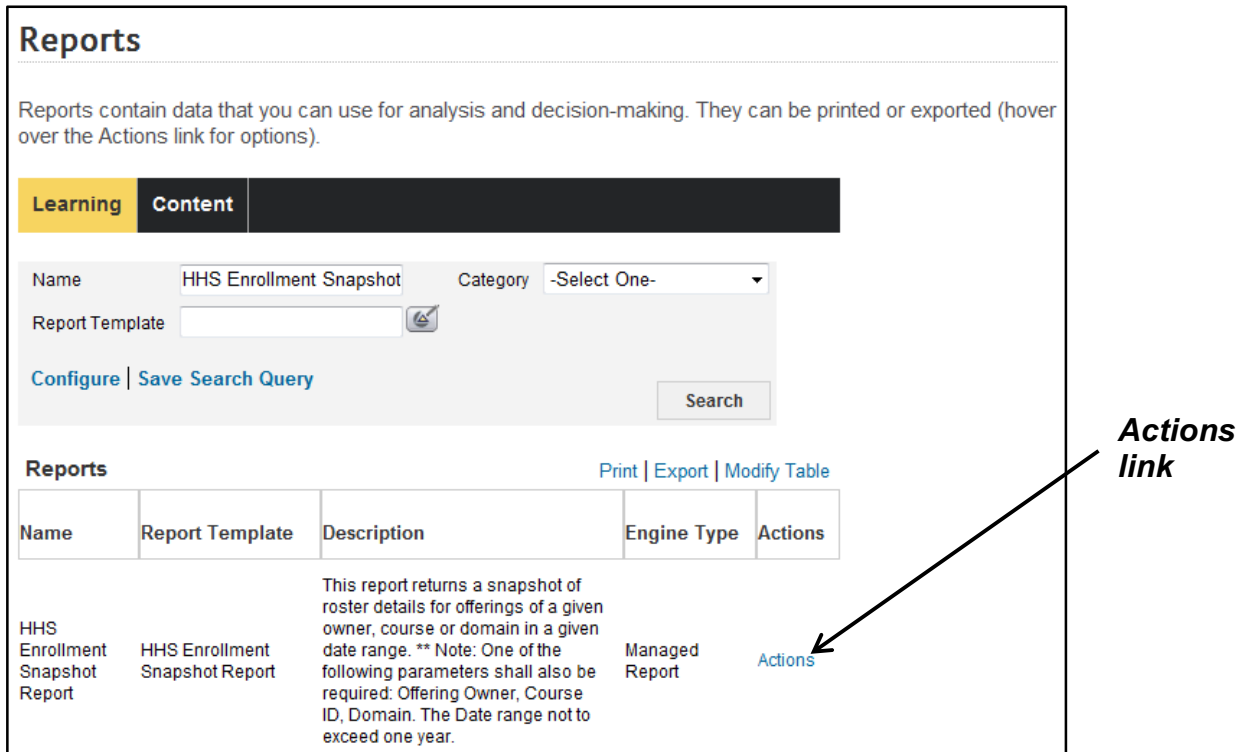 Reports
Reports contain data that you can use for analysis and decision-making. They can be printed or exported (hover
over the Actions link for options).
Learning Content
Name HHS Enrollment Snapshot Category -Select One-
Report Template
Configure | Save Search Query
Search
Actions
link
Reports Print | Export | Modify Table
Name Report Template Description Engine Type Actions
This report returns a snapshot of
roster details for offerings of a given
owner, course or domain in a given
date range. ** Note: One of the
following parameters shall also be
required: Offering Owner, Course
ID, Domain. The Date range not to
exceed one year.
HHS
Enrollment
Snapshot
Report
HHS Enrollment
Snapshot Report
Managed
Report
Actions